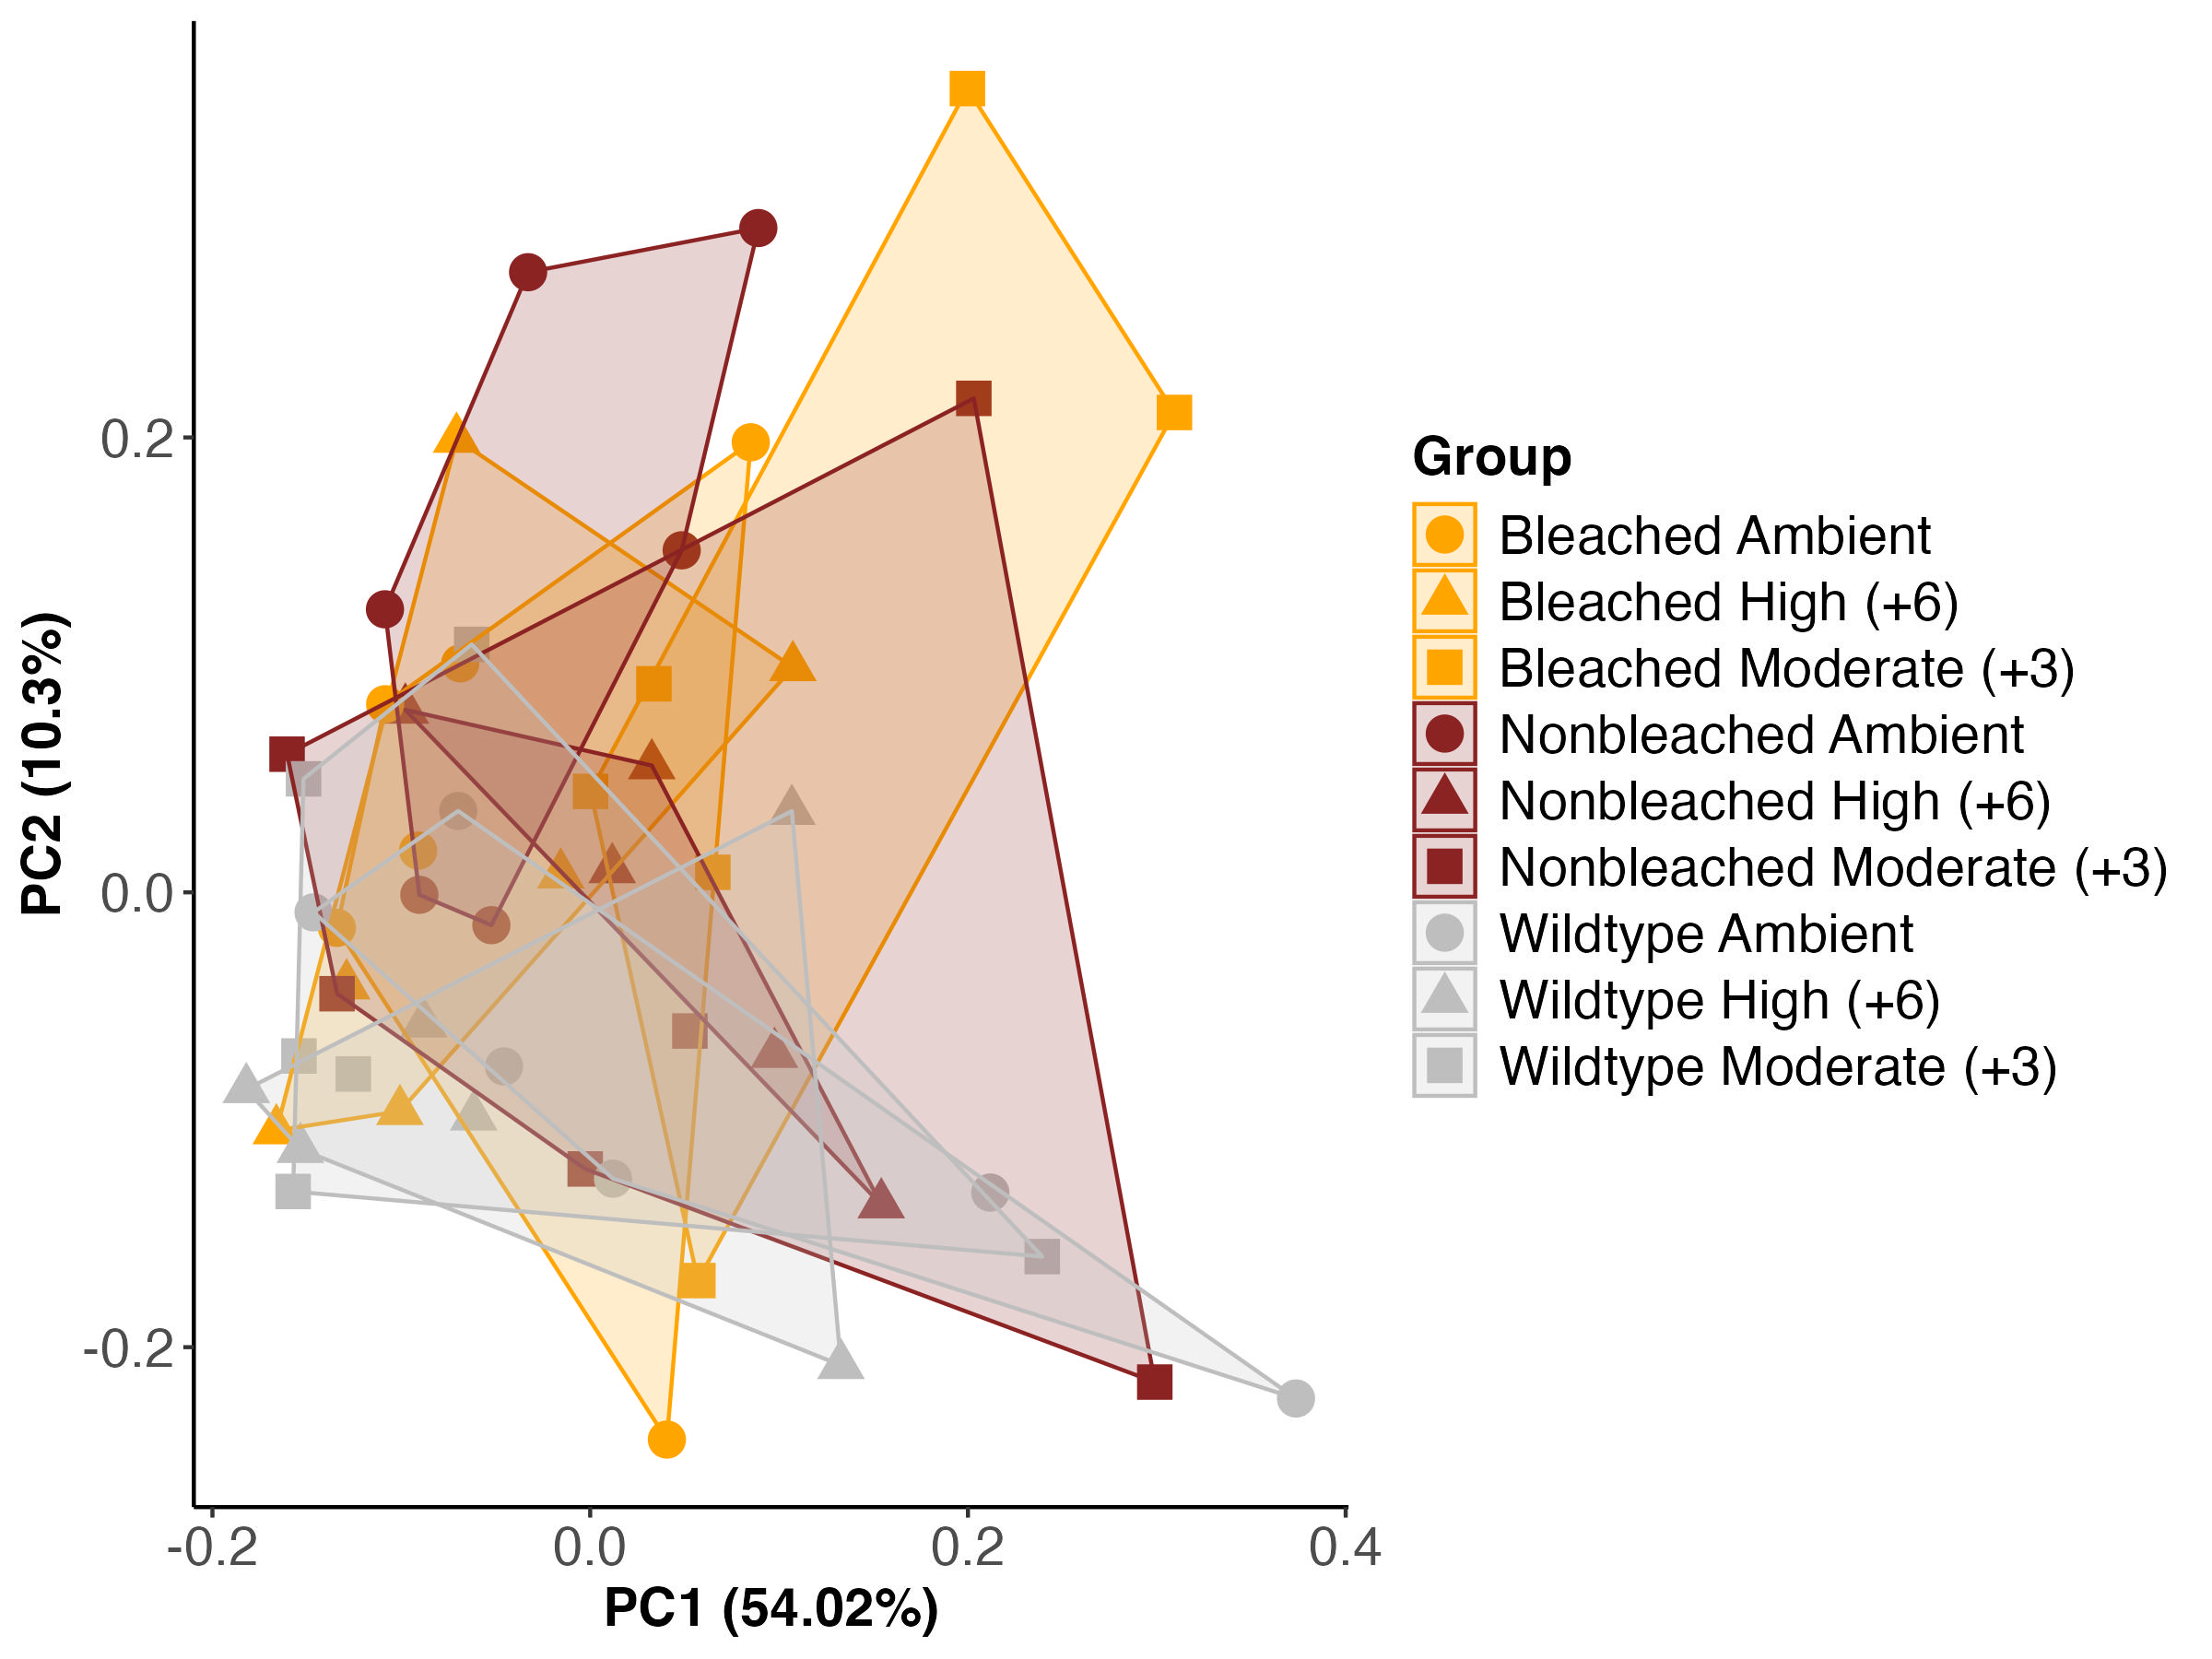 PC2 (10.3%)
0.2
0.0
-0.2
-0.2
0.0
0.2
0.4
PC1 (54.02%)
Group
Bleached Ambient
Bleached High (+6)
Bleached Moderate (+3)
Nonbleached Ambient
Nonbleached High (+6)
Nonbleached Moderate (+3)
Wildtype Ambient
Wildtype High (+6)
Wildtype Moderate (+3)